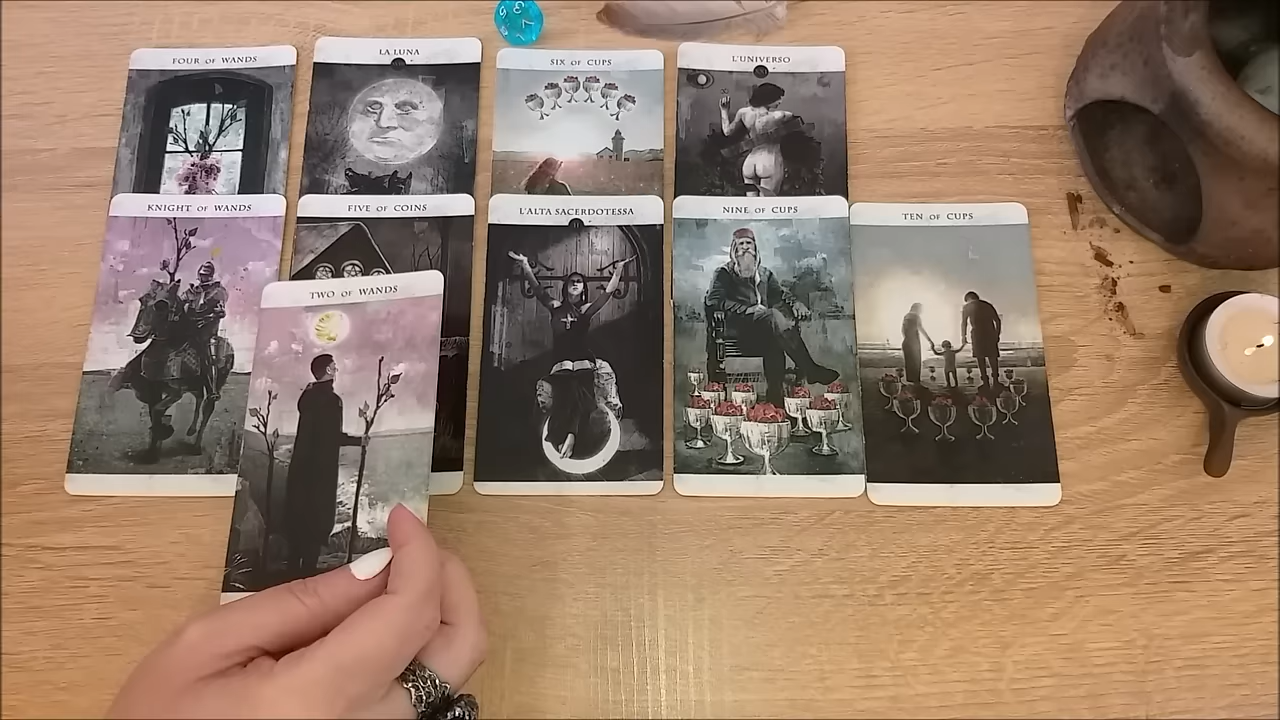 FOUR OF WANDS
LA LUNA
SIX OF CUPS
L'UNIVERSO
KNIGHT OF WANDS
FIVE OF COINS
L'ALTA SACERDOTESSA
NINE OF CUPS
TEN OF CUPS
TWO OF WANDS